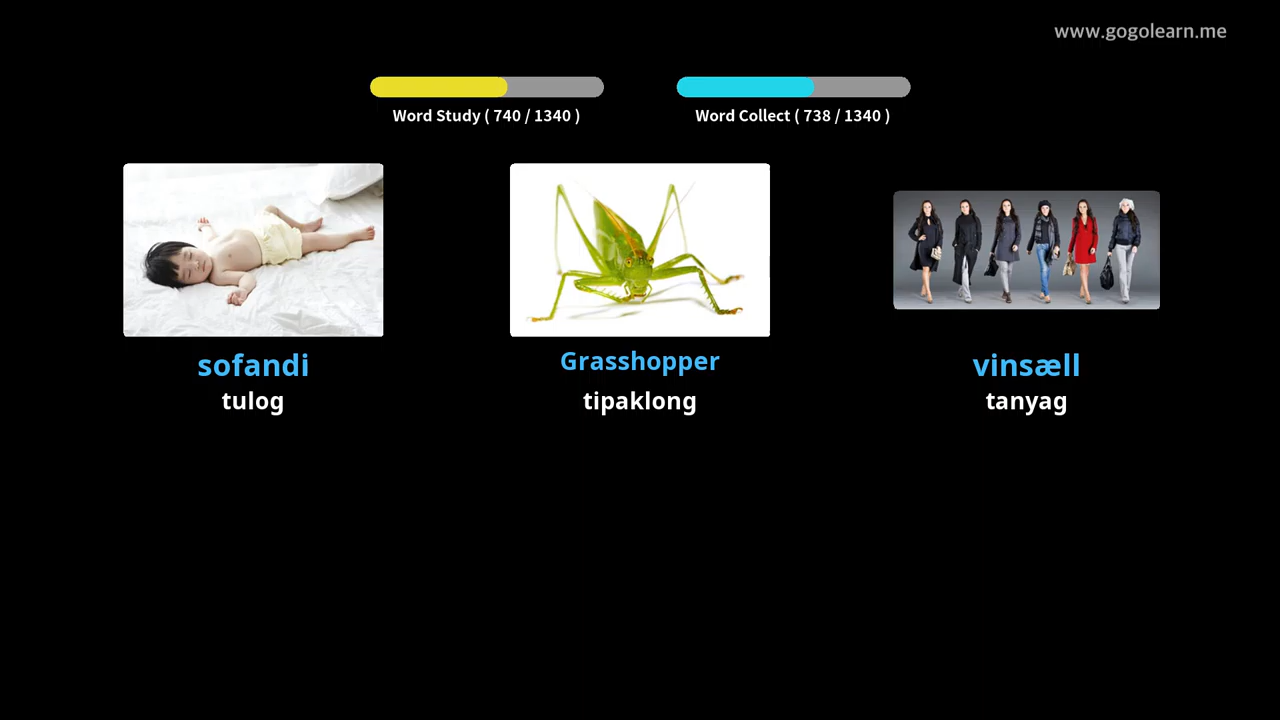 www.gogolearn.me
Word Study ( 740 / 1340 )
Word Collect ( 738 / 1340 )
sofandi
tulog
Grasshopper
tipaklong
vinsæll
tanyag